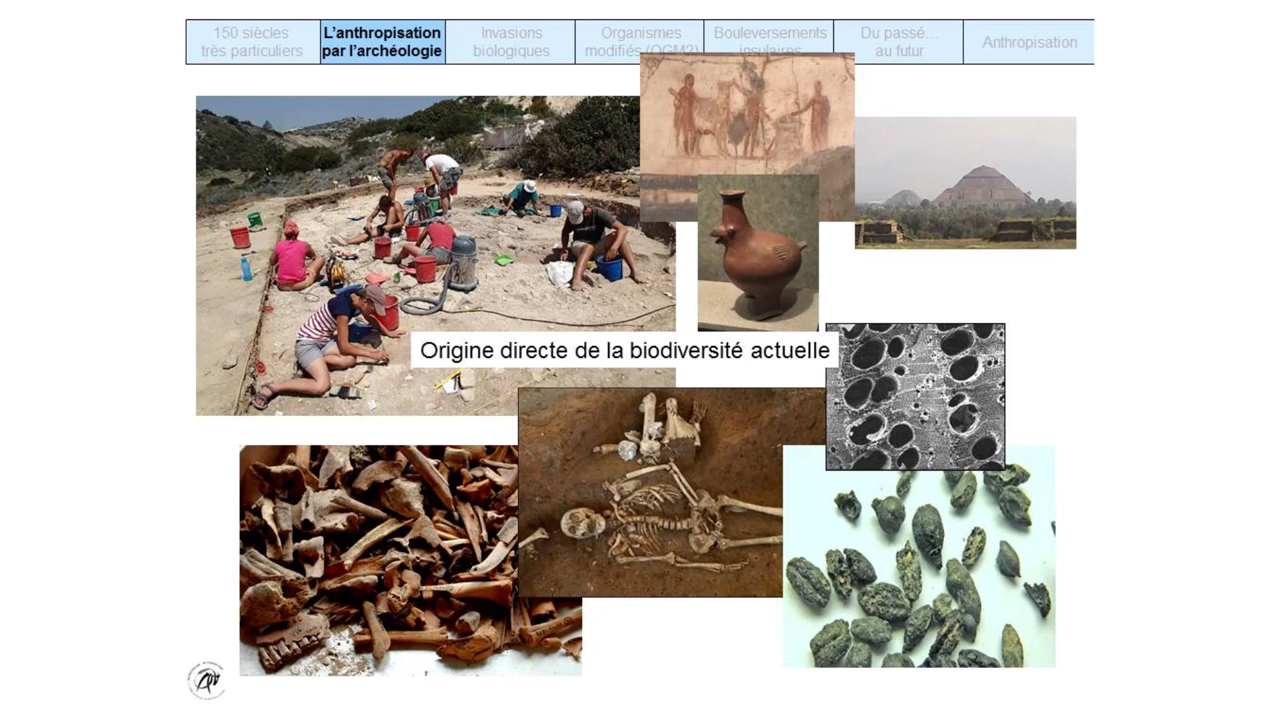 150 siècles
très particuliers
L’anthropisation
par l’archéologie
Invasions
biologiques
Organismes
modifiés (OGM2)
Bouleversements
insulaires
Du passé…
au futur
Anthropisation
Origine directe de la biodiversité actuelle